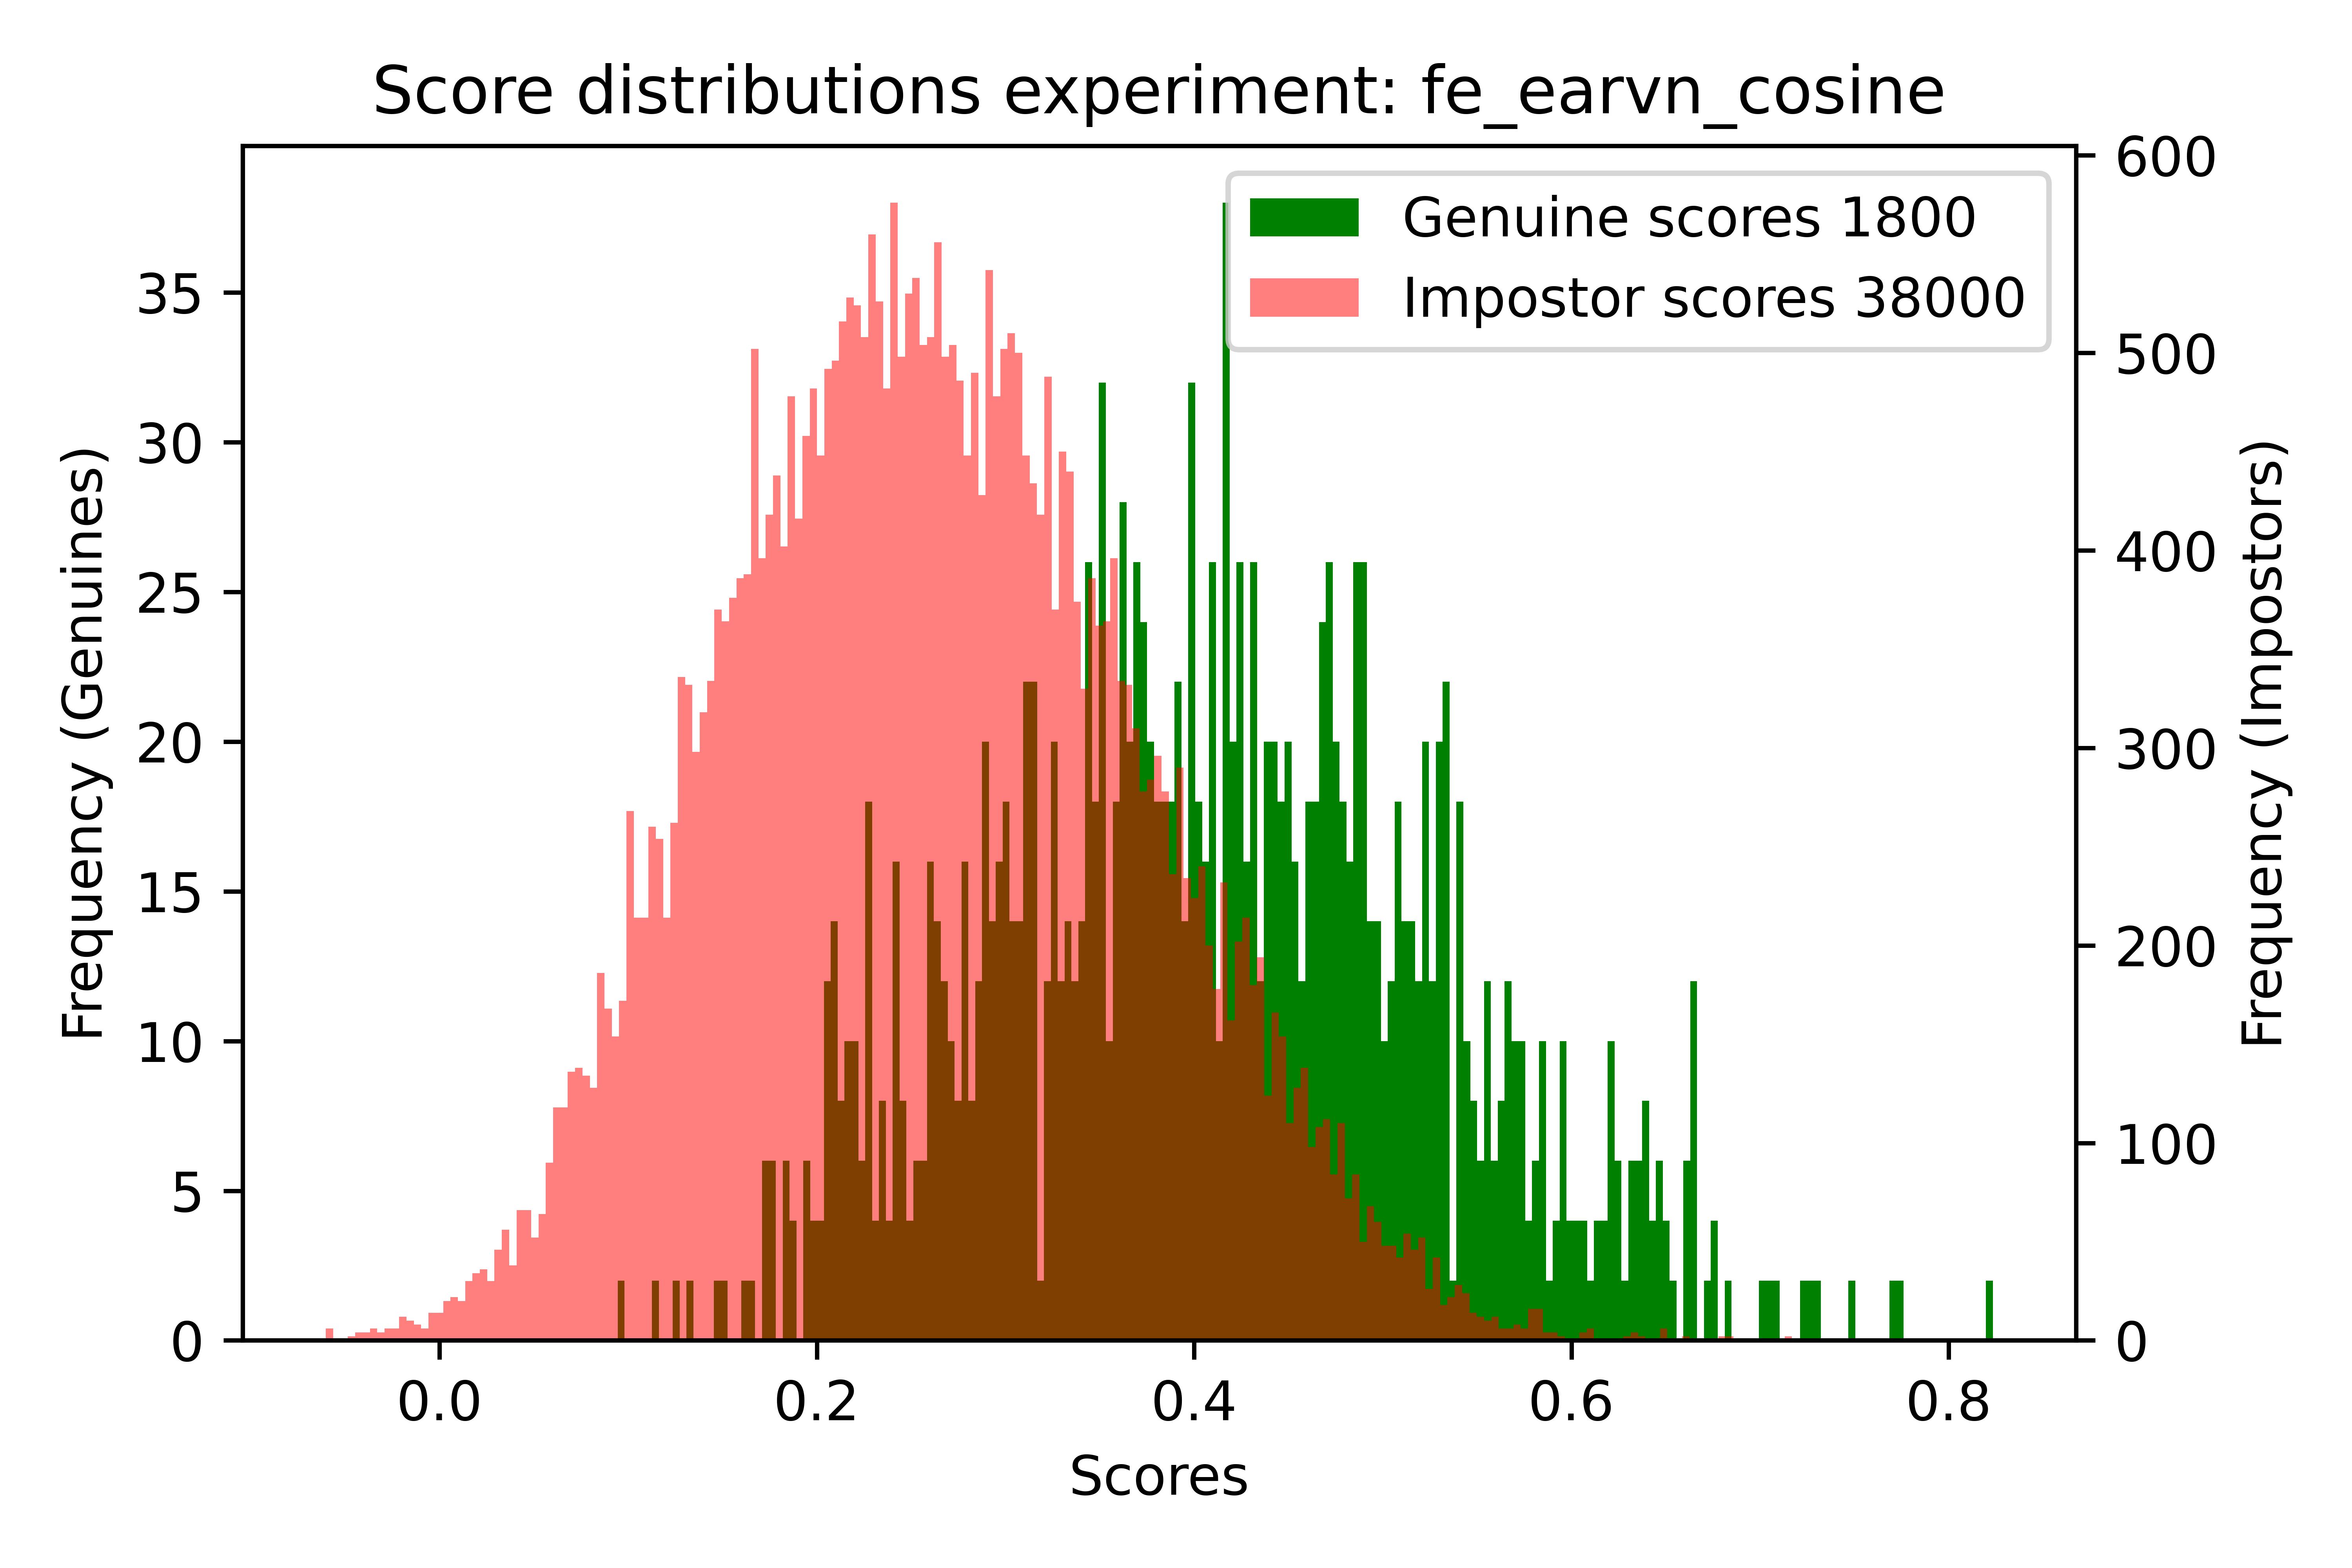 Score distributions experiment: fe_earvn_cosine
Genuine scores 1800
Impostor scores 38000
Frequency (Genuines)
35
30
25
20
15
10
5
0
600
500
400
300
200
100
0
Frequency (Impostors)
0.0 0.2 0.4 0.6 0.8
Scores